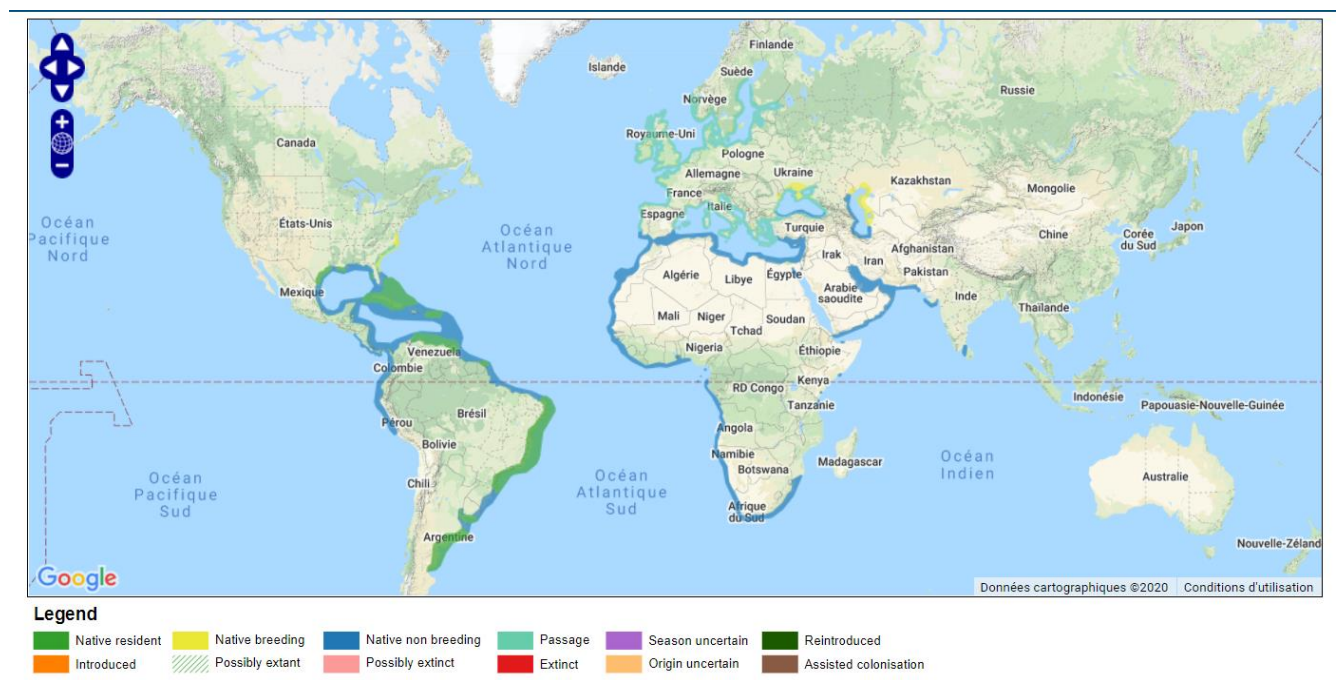 Finlande
Islande
Suède
Russie
Norvège
Royaume-Uni
Canada
Pologne
Allemagne
Ukraine
Kazakhstan
Mongolie
France
Italie
Océan
Pacifique
Nord
États-Unis
Océan
Atlantique
Nord
Espagne
Turquie
Chine
Corée
du Sud
Japon
Afghanistan
Irak
Iran
Pakistan
Algérie
Libye
Égypte
Arabie
saoudite
Mexique
Inde
Thaïlande
Mali
Niger
Soudan
Tchad
Nigeria
Éthiopie
Venezuela
Colombie
RD Congo
Kenya
Indonésie
Papouasie-Nouvelle-Guinée
Tanzanie
Brésil
Pérou
Angola
Bolivie
Namibie
Madagascar
Botswana
Océan
Indien
Océan
Pacifique
Sud
Chili
Océan
Atlantique
Sud
Australie
Afrique
du Sud
Argentine
Nouvelle-Zéland
Google
Données cartographiques ©2020 Conditions d'utilisation
Legend
Native resident Native breeding Native non breeding Passage Season uncertain Reintroduced
Introduced Possibly extant Possibly extinct Extinct Origin uncertain Assisted colonisation